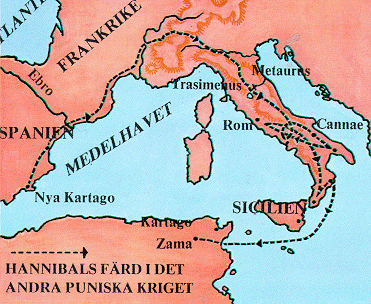 ATLANTEN
FRANKRIKE
Ebro
Trasimenus
Metaurus
SPANIEN
MEDELHAVET
Rom
Cannae
Nya Kartago
SICILIEN
Kartago
Zama
HANNIBALS FÄRD I DET
ANDRA PUNISKA KRIGET